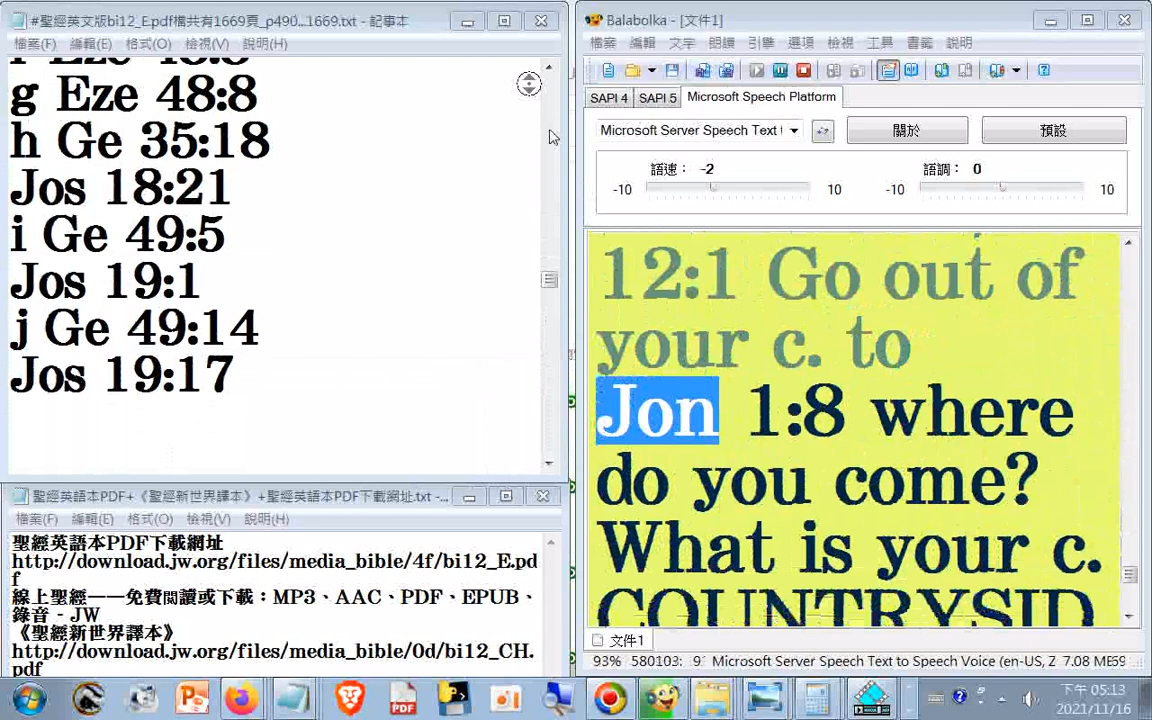 #聖經英文版bi12_E.pdf檔共有1669頁_p490...1669.txt - 記事本
檔案(F) 編輯(E) 格式(O) 檢視(V) 說明(H)
g Eze 48:8
h Ge 35:18
Jos 18:21
i Ge 49:5
Jos 19:1
j Ge 49:14
Jos 19:17
聖經英語本PDF+《聖經新世界譯本》+聖經英語本PDF下載網址.txt - ...
檔案(F) 編輯(E) 格式(O) 檢視(V) 說明(H)
聖經英語本PDF下載網址
http://download.jw.org/files/media_bible/4f/bi12_E.pd
f
線上聖經——免費閱讀或下載：MP3、AAC、PDF、EPUB、
錄音 - JW
《聖經新世界譯本》
http://download.jw.org/files/media_bible/0d/bi12_CH.
pdf
Balabolka - [文件1]
檔案 編輯 文字 朗讀 引擎 選項 檢視 工具 書籤 說明
SAPI 4 SAPI 5 Microsoft Speech Platform
Microsoft Server Speech Text 關於 預設
語速： -2 語調： 0
-10 10 -10 10
12:1 Go out of
your c. to
Jon 1:8 where
do you come?
What is your c.
COUNTRYSID
文件1
93% 580103: Microsoft Server Speech Text to Speech Voice (en-US, Z 7.08 ME
PDF
下午 05:13
2021/11/16